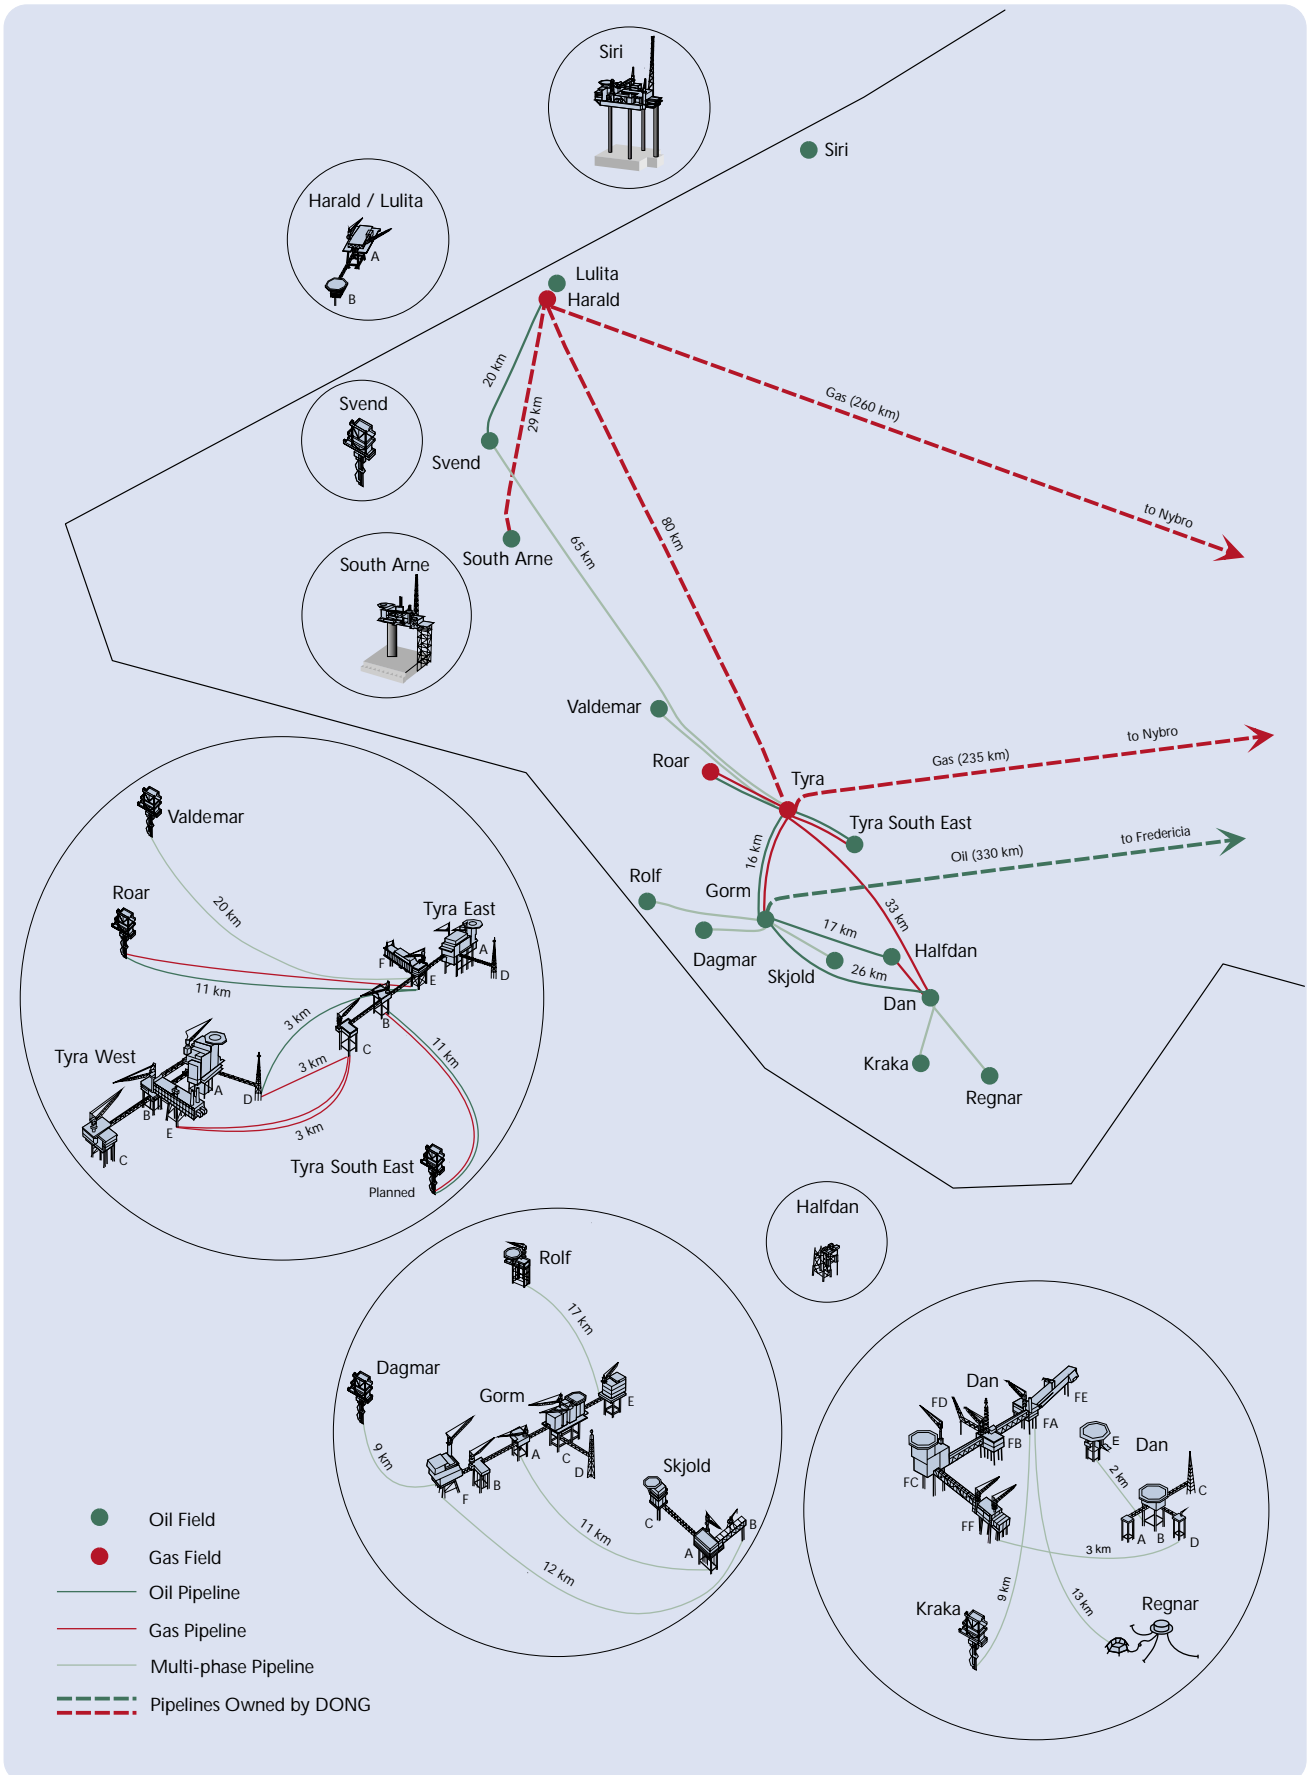 Siri
Siri
Harald / Lulita
A
B
Lulita
Harald
20 km
29 km
Gas (260 km)
to Nybro
Svend
Svend
80 km
65 km
South Arne
South Arne
Valdemar
Roar
Tyra
Gas (235 km)
to Nybro
Tyra South East
16 km
Oil (330 km)
to Fredericia
Rolf
Gorm
33 km
17 km
Halfdan
Dagmar
Skjold
26 km
Dan
Kraka
Regnar
Valdemar
Roar
20 km
Tyra East
A
F
E
D
11 km
3 km
B
C
11 km
Tyra West
3 km
A
D
B
E
C
3 km
Tyra South East
Planned
Halfdan
Rolf
17 km
Dagmar
Gorm
E
9 km
A
C
D
F
B
Skjold
C
B
A
11 km
12 km
Dan
FE
FD
FA
FB
E
Dan
FC
2 km
C
FF
A
B
D
3 km
9 km
13 km
Kraka
Regnar
Oil Field
Gas Field
Oil Pipeline
Gas Pipeline
Multi-phase Pipeline
Pipelines Owned by DONG